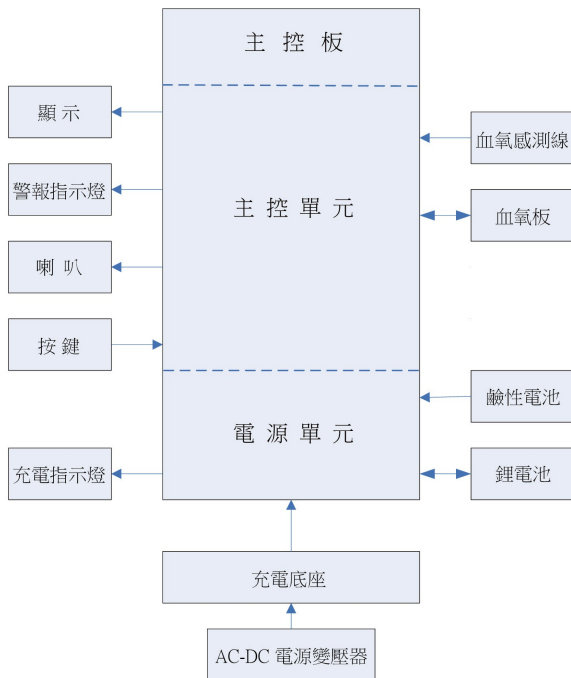 主 控 板
顯 示
血氧感測線
警報指示燈
主 控 單 元
血氧板
喇 叭
按 鍵
鹼性電池
電 源 單 元
充電指示燈
鋰電池
充電底座
AC-DC 電源變壓器